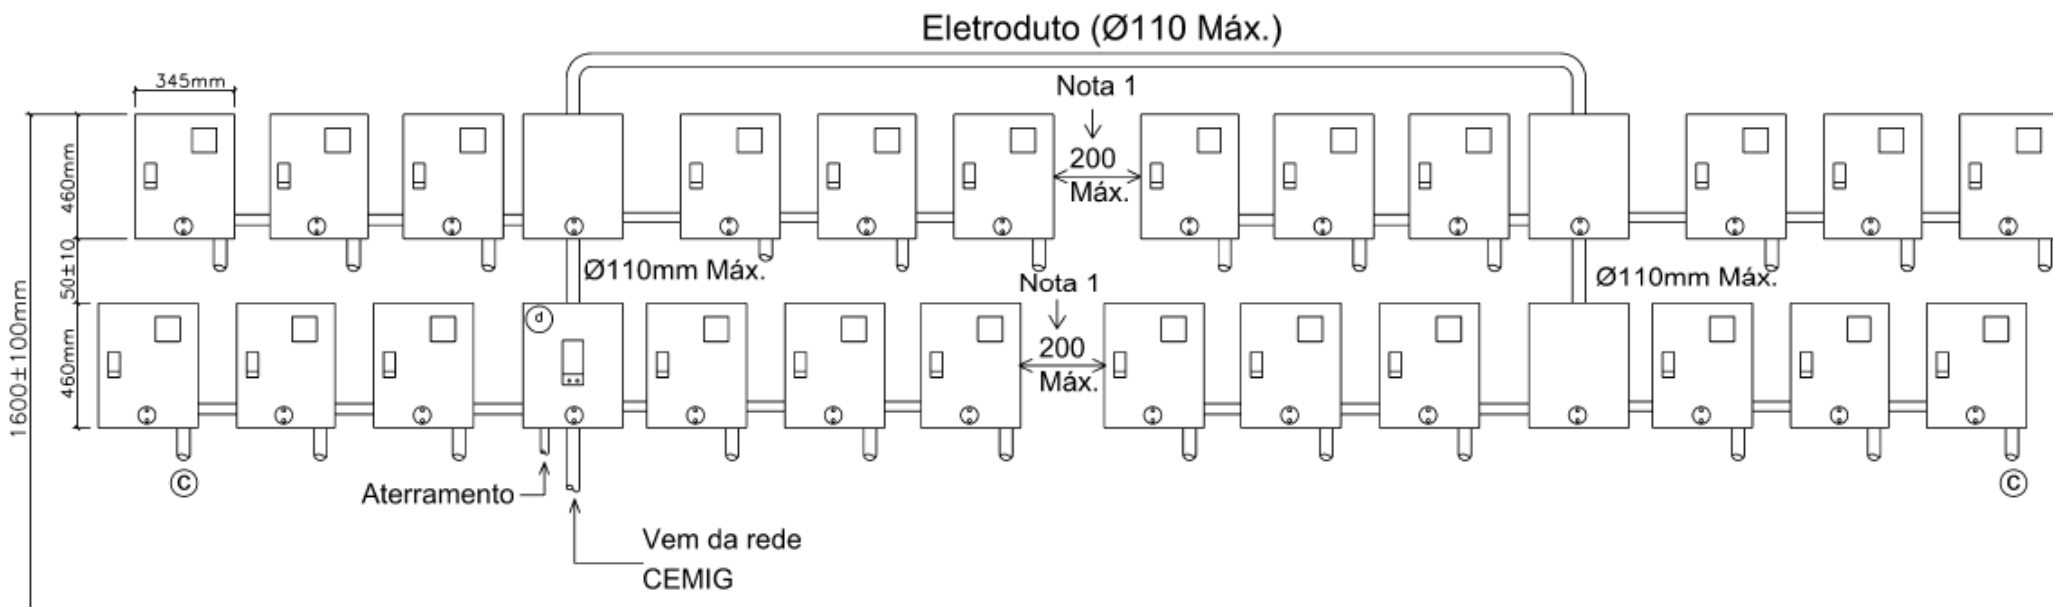 Eletroduto (Ø110 Máx.)
345mm
Nota 1
200
Máx.
460mm
50±10
Ø110mm Máx.
Ø110mm Máx.
Nota 1
200
Máx.
d
460mm
1600±100mm
C
C
Aterramento
Vem da rede
CEMIG